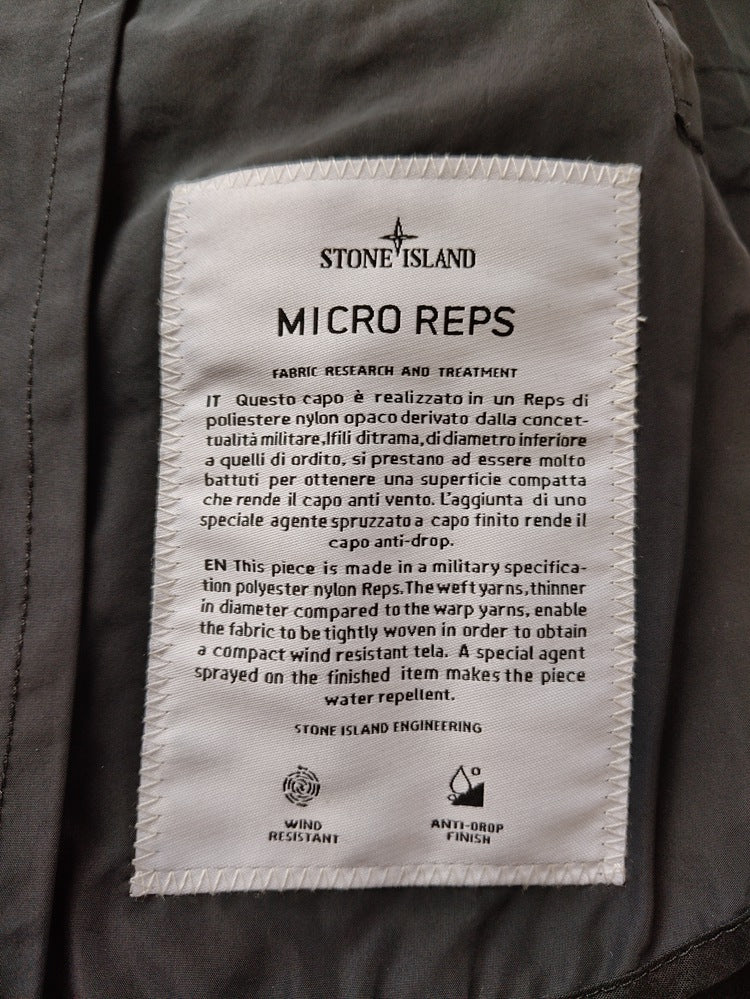 STONE ISLAND
MICRO REPS
FABRIC RESEARCH AND TREATMENT
IT Questo capo è realizzato in un Reps di
poliestere nylon opaco derivato dalla concet-
tualità militare,Ifili ditrama,di diametro inferiore
a quelli di ordito, si prestano ad essere molto
battuti per ottenere una superficie compatta
che rende il capo anti vento. L'aggiunta di uno
speciale agente spruzzato a capo finito rende il
capo anti-drop.
EN This piece is made in a military specifica-
tion polyester nylon Reps.The weft yarns,thinner
in diameter compared to the warp yarns, enable
the fabric to be tightly woven in order to obtain
a compact wind resistant tela. A special agent
sprayed on the finished item makes the piece
water repellent.
STONE ISLAND ENGINEERING
WIND
RESISTANT
ANTI-DROP
FINISH